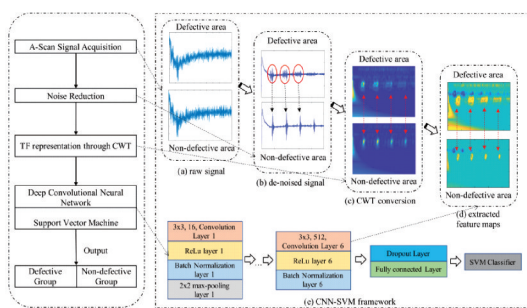 A-Scan Signal Acquisition
Noise Reduction
TF representation through CWT
Deep Convolutional Neural
Network
Support Vector Machine
Output
Defective
Group
Non-defective
Group
Defective area
Non-defective area
(a) raw signal
Defective area
Non-defective area
(b) de-noised signal
Defective area
Non-defective area
(c) CWT conversion
Defective area
Non-defective area
(d) extracted
feature maps
3x3, 16, Convolution
Layer 1
ReLu layer 1
Batch Normalization
layer 1
2x2 max-pooling
layer 1
...
3x3, 512,
Convolution Layer 6
ReLu layer 6
Batch Normalization
layer 6
Dropout Layer
Fully connected Layer
SVM Classifier
(e) CNN-SVM framework